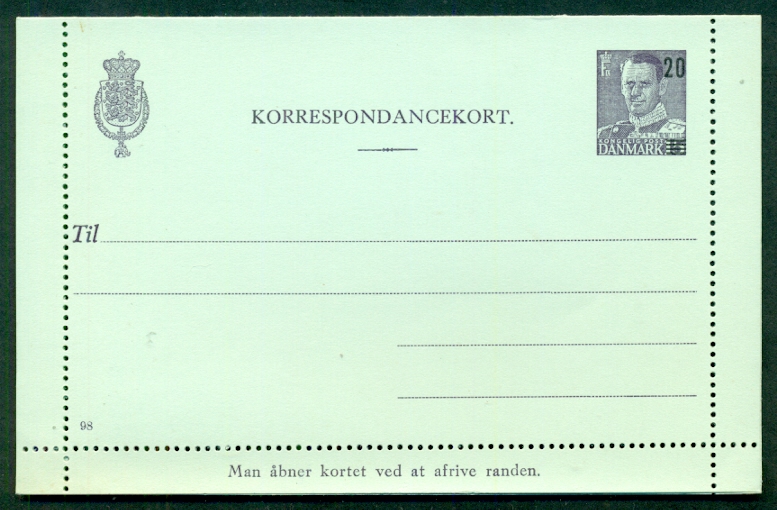 20
KORRESPONDANCEKORT.
KONGELIG POST
DANMARK
Til
98
Man åbner kortet ved at afrive randen.